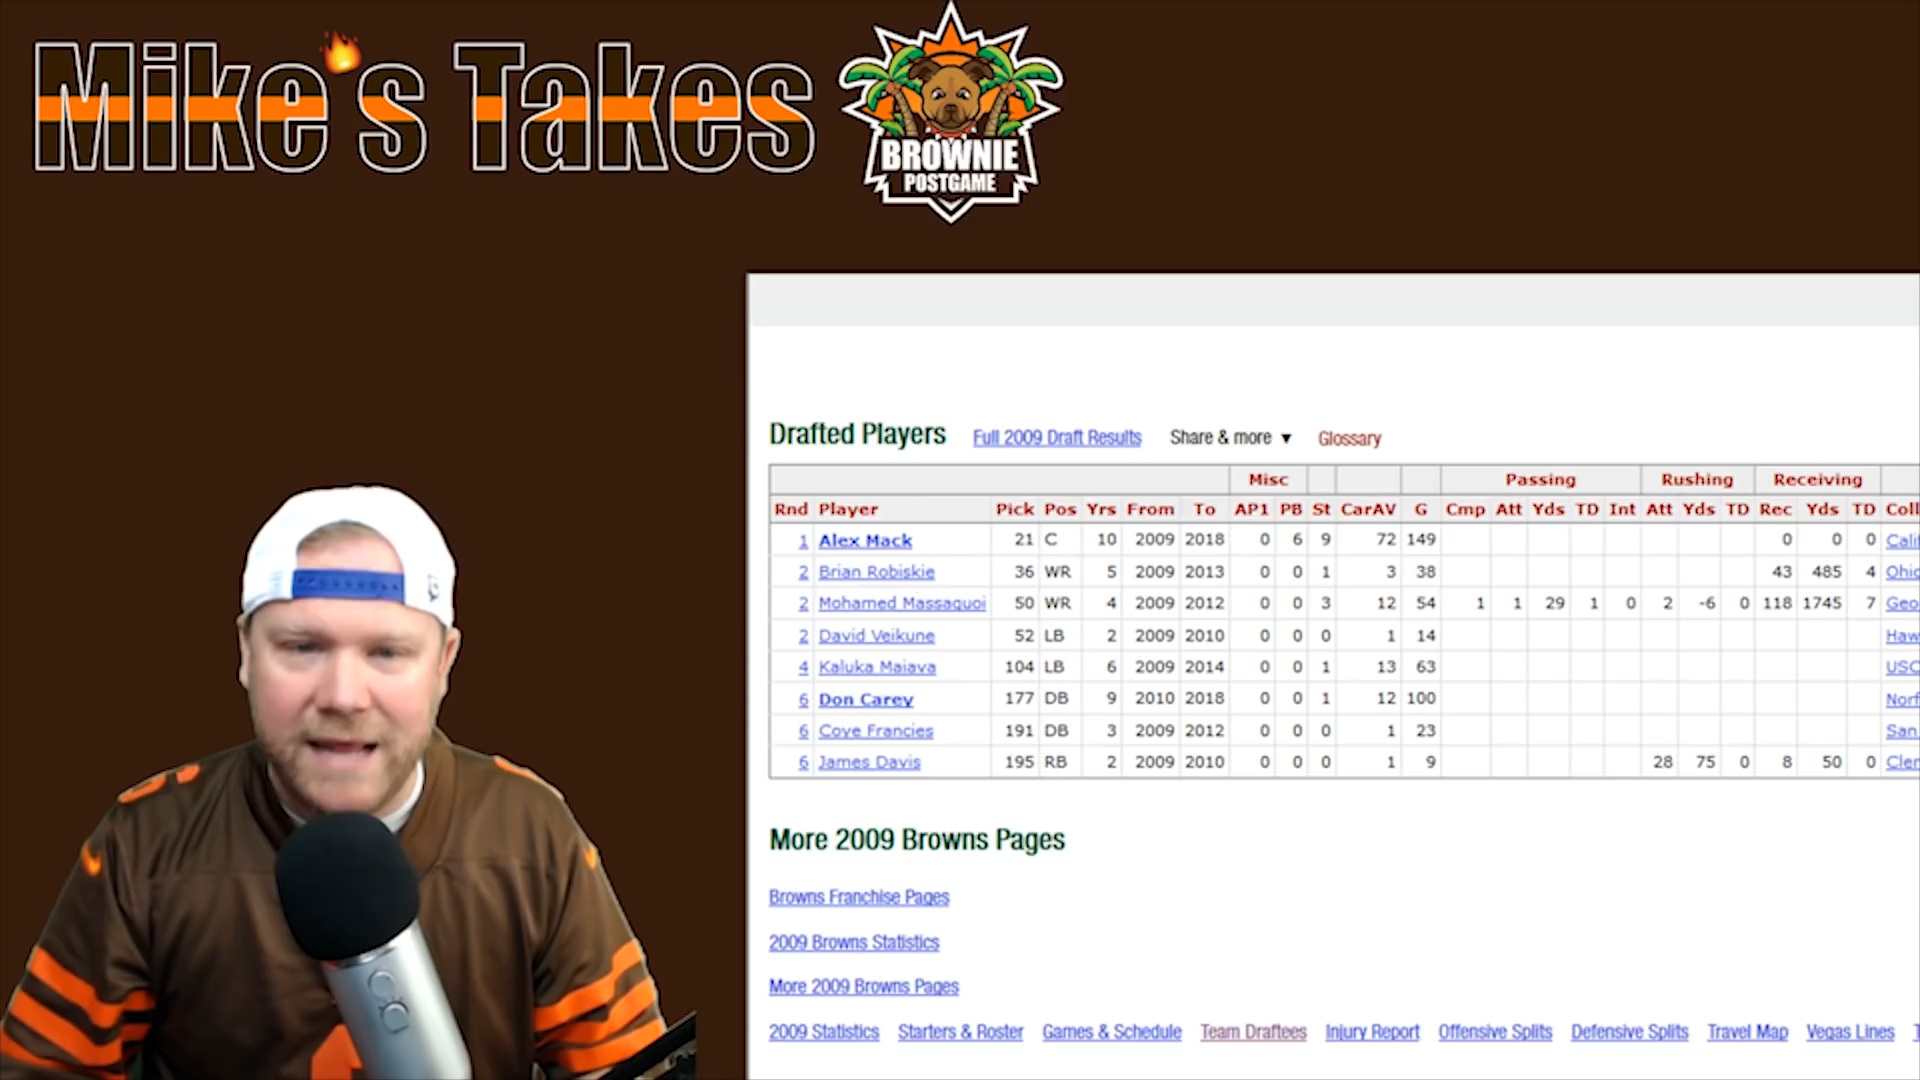 Mike's Takes
BROWNIE
POSTGAME
Drafted Players Full 2009 Draft Results Share & more ▼ Glossary
Misc Passing Rushing Receiving
Rnd Player Pick Pos Yrs From To AP1 PB St CarAV G Cmp Att Yds TD Int Att Yds TD Rec Yds TD Coll
1 Alex Mack 21 C 10 2009 2018 0 6 9 72 149 0 0 0 Calif
2 Brian Robiskie 36 WR 5 2009 2013 0 0 1 3 38 43 485 4 Ohio
2 Mohamed Massaquoi 50 WR 4 2009 2012 0 0 3 12 54 1 1 29 1 0 2 -6 0 118 1745 7 Geo
2 David Veikune 52 LB 2 2009 2010 0 0 0 1 14 Haw
4 Kaluka Maiava 104 LB 6 2009 2014 0 0 1 13 63 USC
6 Don Carey 177 DB 9 2010 2018 0 0 1 12 100 Norf
6 Coye Francies 191 DB 3 2009 2012 0 0 0 1 23 San
6 James Davis 195 RB 2 2009 2010 0 0 0 1 9 28 75 0 8 50 0 Clem
More 2009 Browns Pages
Browns Franchise Pages
2009 Browns Statistics
More 2009 Browns Pages
2009 Statistics Starters & Roster Games & Schedule Team Draftees Injury Report Offensive Splits Defensive Splits Travel Map Vegas Lines